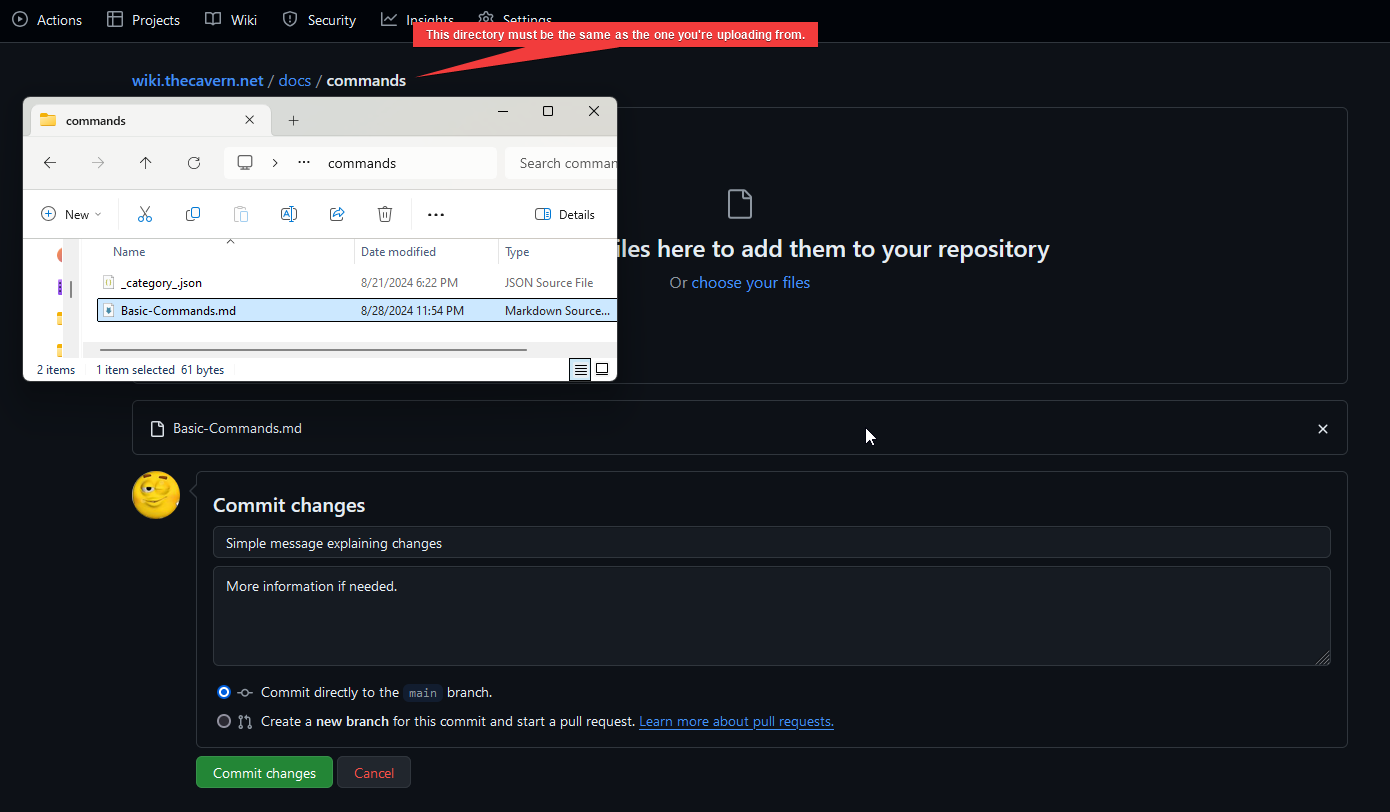 Actions Projects Wiki Security Insights Settings
This directory must be the same as the one you're uploading from.
wiki.thecavern.net / docs / commands
commands
commands
Search comman
New
Details
Name Date modified Type
_category_.json 8/21/2024 6:22 PM JSON Source File
Basic-Commands.md 8/28/2024 11:54 PM Markdown Source...
2 items 1 item selected 61 bytes
iles here to add them to your repository
Or choose your files
Basic-Commands.md
Commit changes
Simple message explaining changes
More information if needed.
Commit directly to the main branch.
Create a new branch for this commit and start a pull request. Learn more about pull requests.
Commit changes Cancel